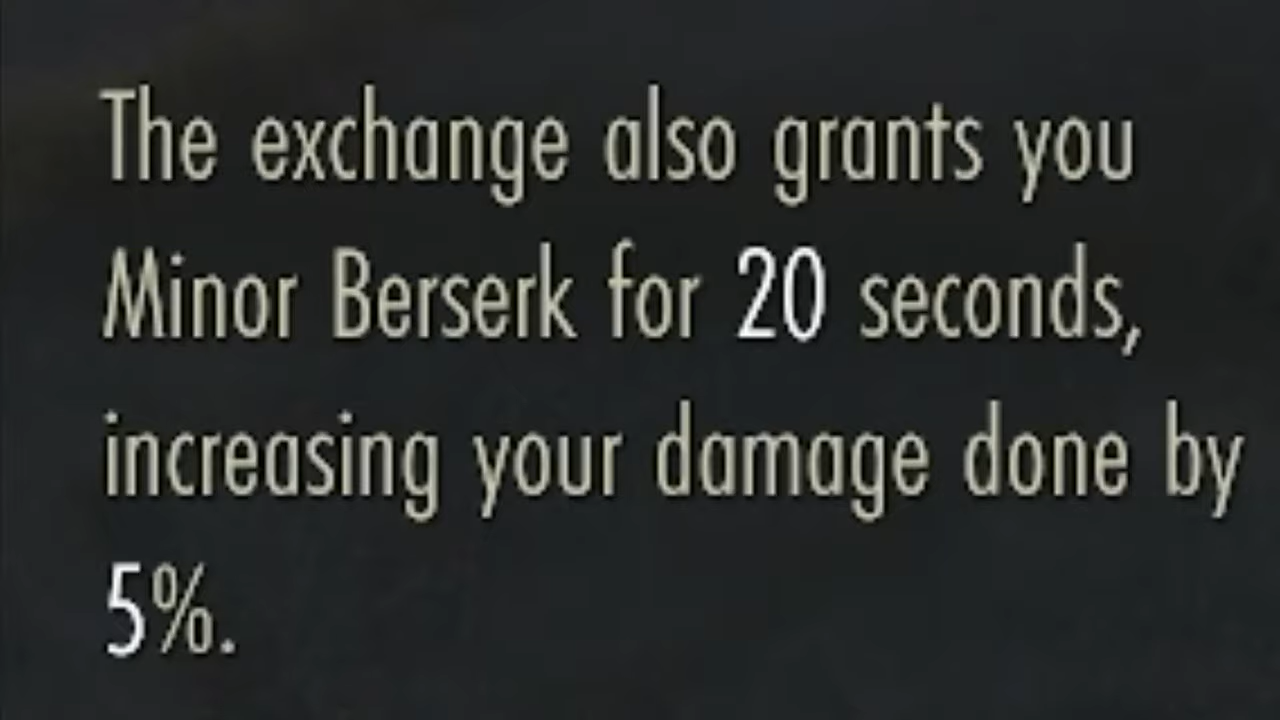 The exchange also grants you
Minor Berserk for 20 seconds,
increasing your damage done by
5%.